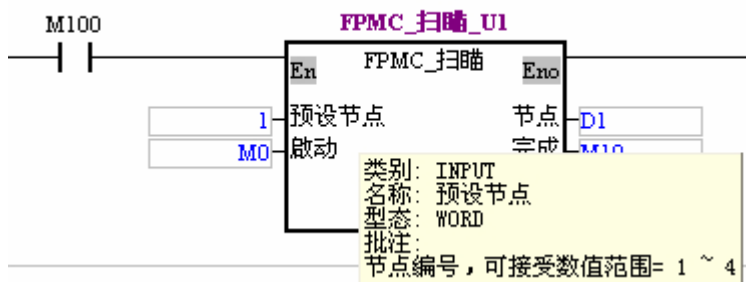 M100
FPMC_扫瞄_U1
FPMC_扫瞄
En
Eno
1
预设节点
节点
D1
M0
啟动
完成
M10
类别: INPUT
名称: 预设节点
型态: WORD
批注:
节点编号，可接受数值范围= 1 ~ 4